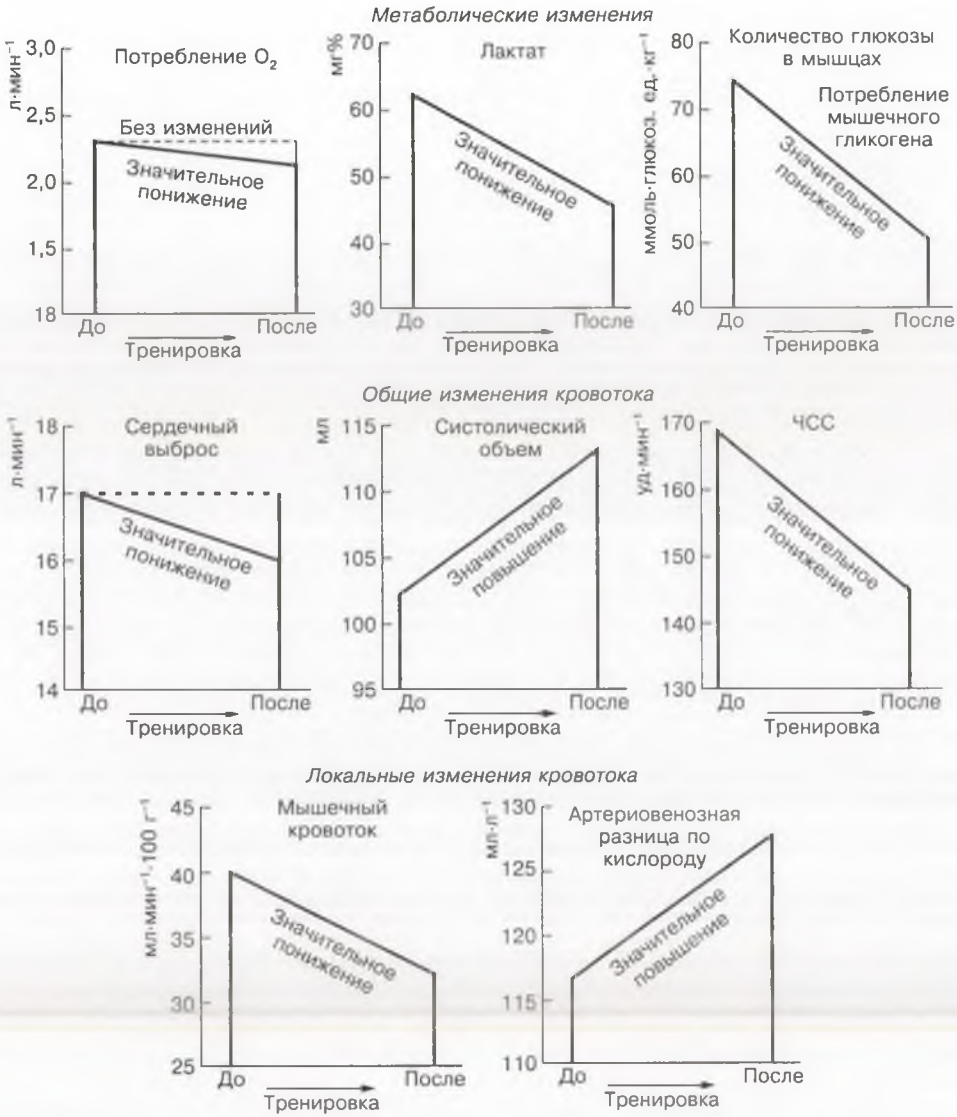 Метаболические изменения
л·мин⁻¹
3,0
2,5
2,0
1,5
18
Потребление O₂
Без изменений
Значительное
понижение
До
После
Тренировка
мг%
70
60
50
40
30
Лактат
Значительное
понижение
До
После
Тренировка
ммоль·глюкоз. ед.·кг⁻¹
80
70
60
50
40
Количество глюкозы
в мышцах
Потребление
мышечного
гликогена
Значительное
понижение
До
После
Тренировка
Общие изменения кровотока
л·мин⁻¹
18
17
16
15
14
Сердечный
выброс
Значительное
понижение
До
После
Тренировка
мл
115
110
105
100
95
Систолический
объем
Значительное
повышение
До
После
Тренировка
уд·мин⁻¹
170
160
150
140
130
ЧСС
Значительное
понижение
До
После
Тренировка
Локальные изменения кровотока
мл·мин⁻¹·100 г⁻¹
45
40
35
30
25
Мышечный
кровоток
Значительное
понижение
До
После
Тренировка
мл·л⁻¹
130
125
120
115
110
Артериовенозная
разница по
кислороду
Значительное
повышение
До
После
Тренировка